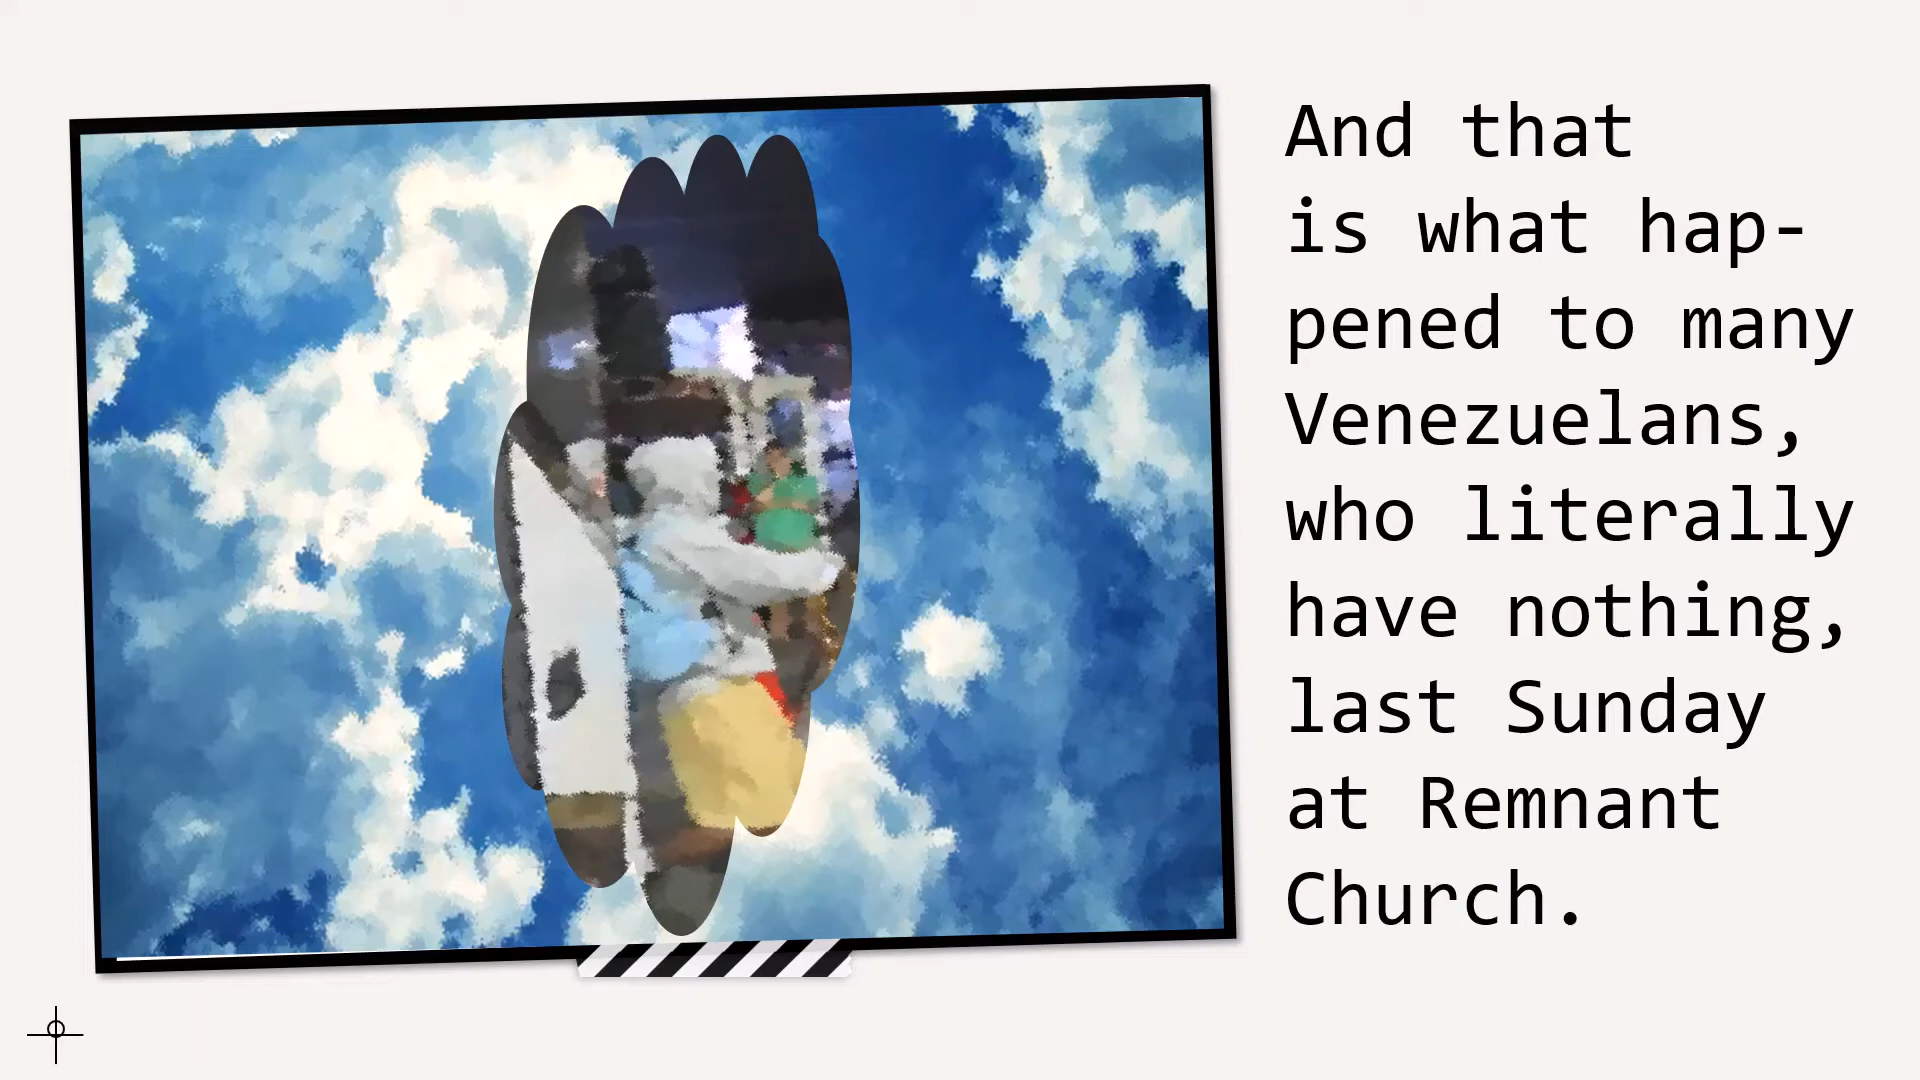 And that
is what hap-
pened to many
Venezuelans,
who literally
have nothing,
last Sunday
at Remnant
Church.